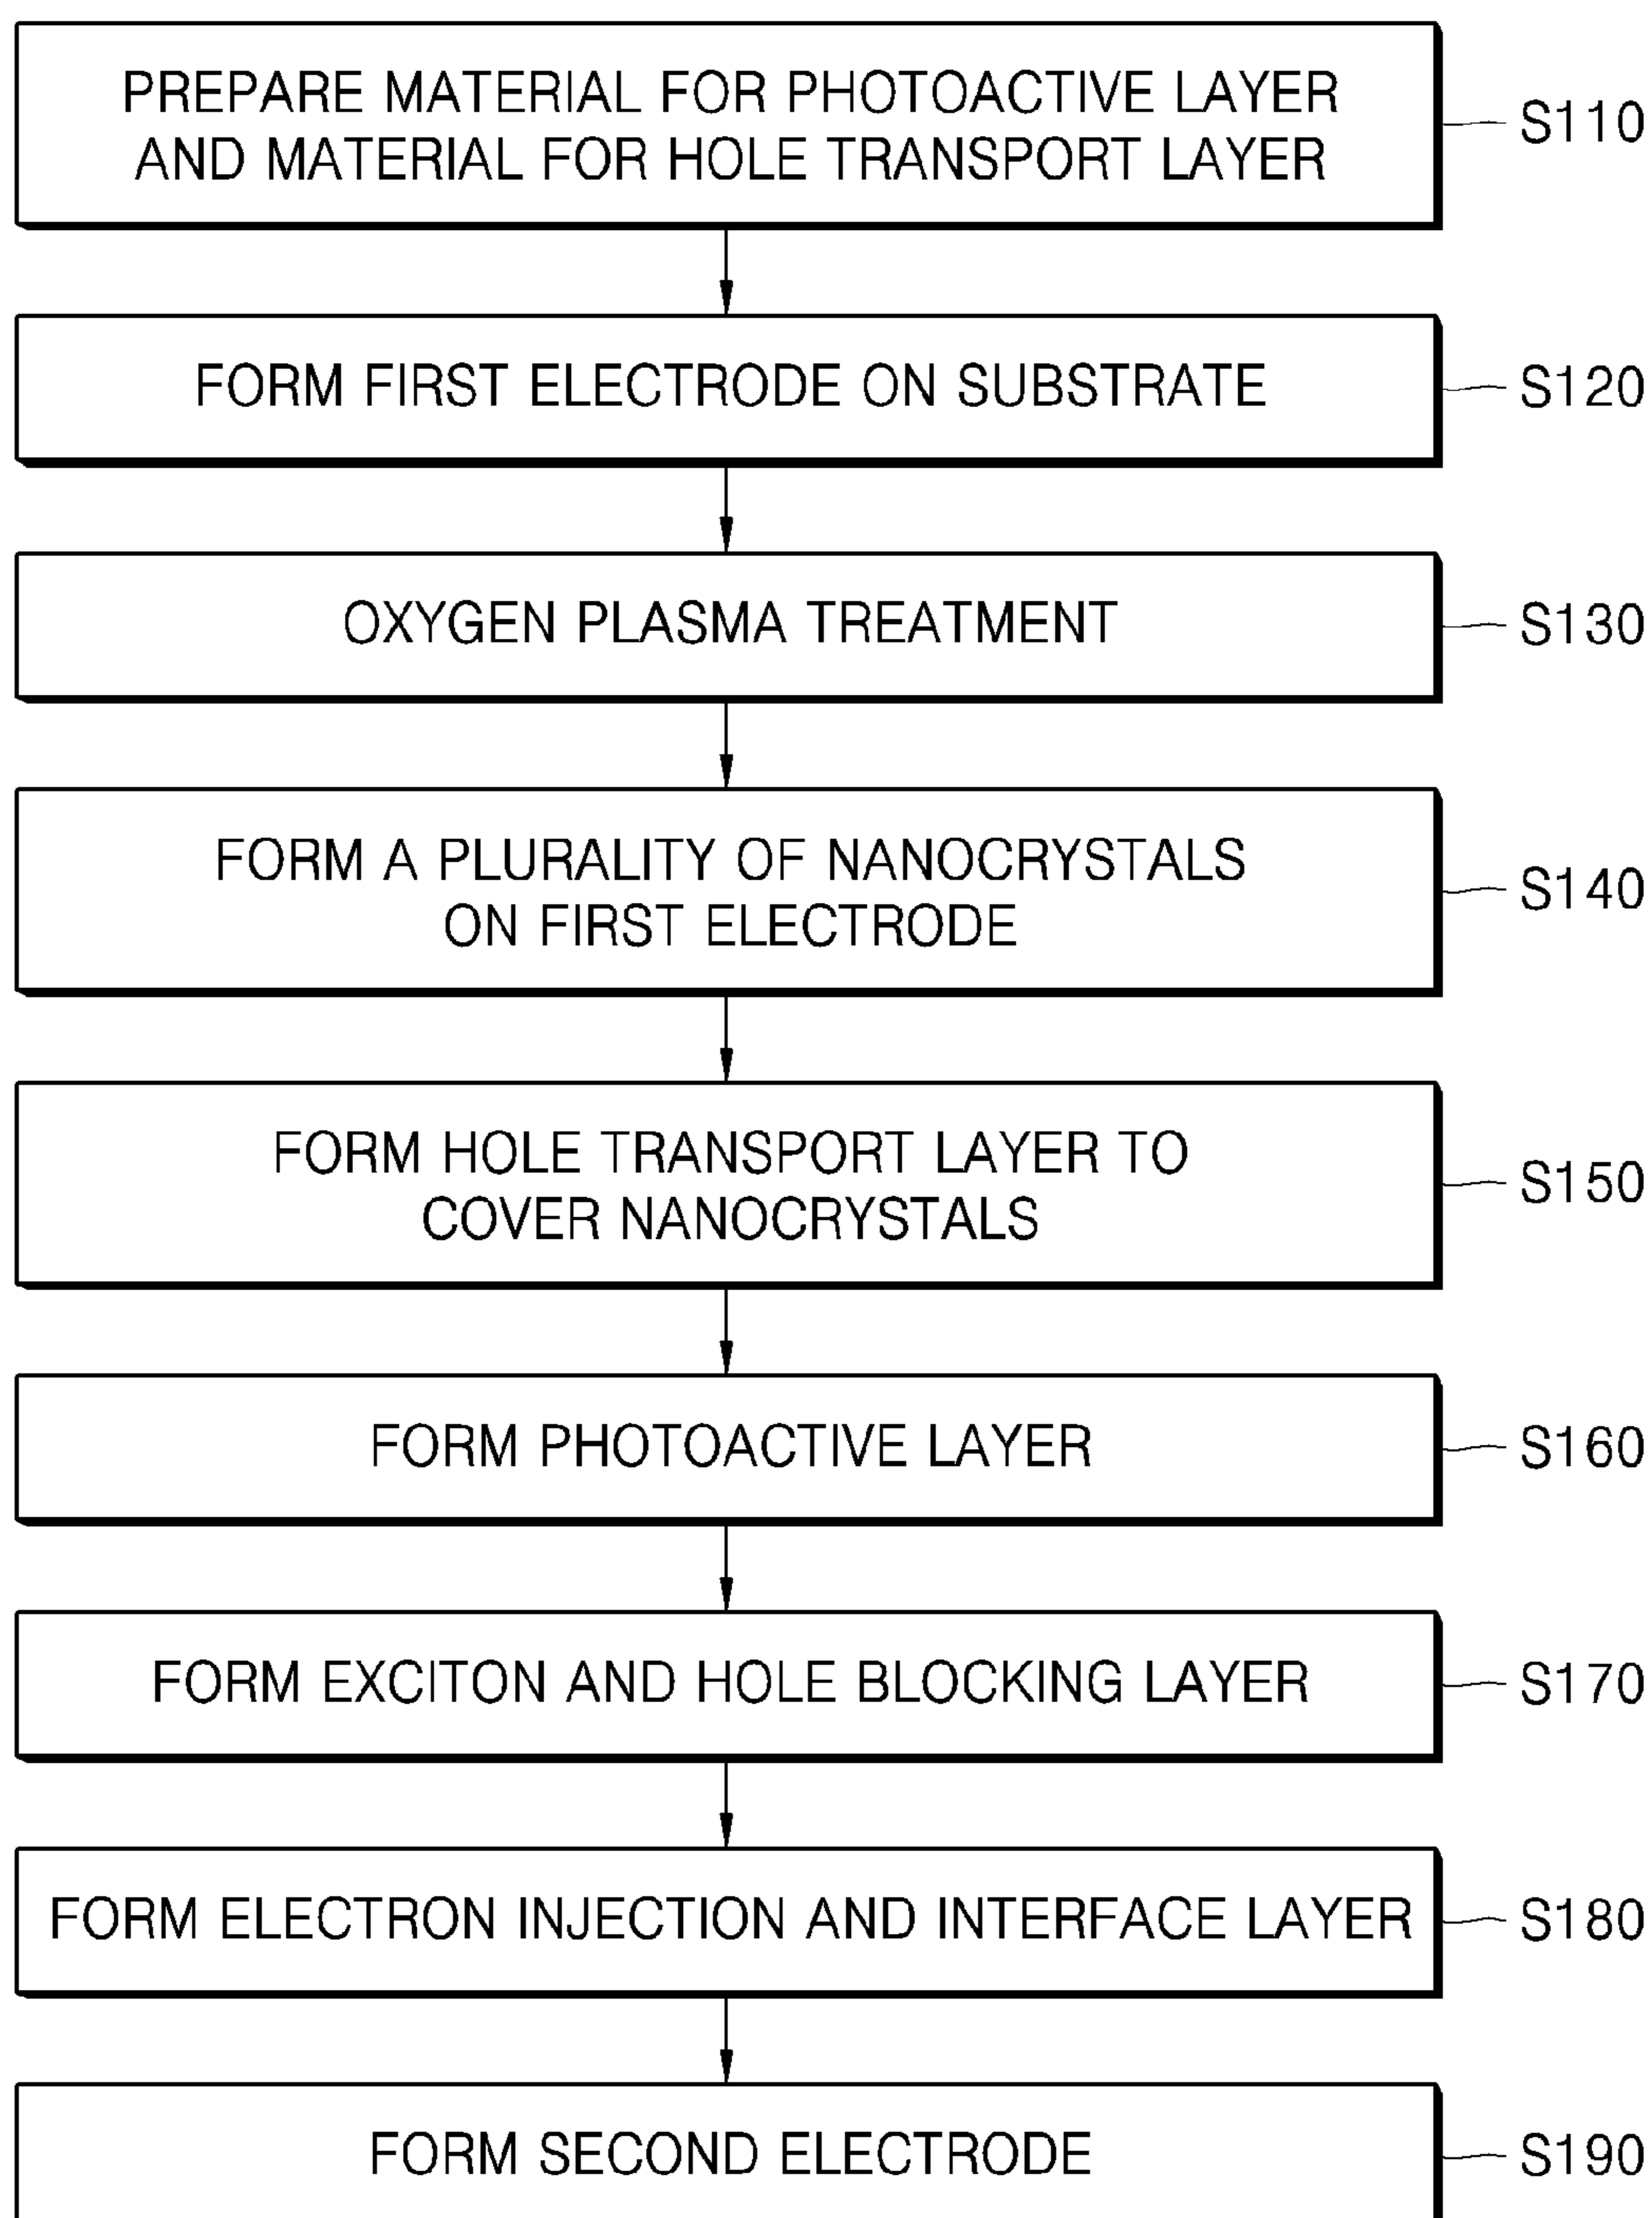 PREPARE MATERIAL FOR PHOTOACTIVE LAYER
AND MATERIAL FOR HOLE TRANSPORT LAYER
S110
FORM FIRST ELECTRODE ON SUBSTRATE
S120
OXYGEN PLASMA TREATMENT
S130
FORM A PLURALITY OF NANOCRYSTALS
ON FIRST ELECTRODE
S140
FORM HOLE TRANSPORT LAYER TO
COVER NANOCRYSTALS
S150
FORM PHOTOACTIVE LAYER
S160
FORM EXCITON AND HOLE BLOCKING LAYER
S170
FORM ELECTRON INJECTION AND INTERFACE LAYER
S180
FORM SECOND ELECTRODE
S190